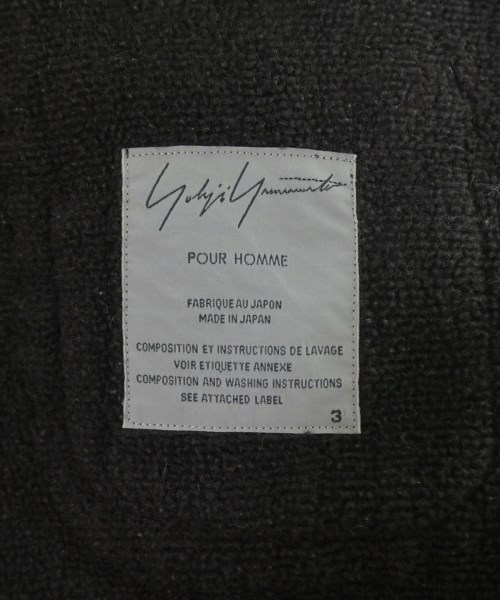 Yohji Yamamoto
POUR HOMME
FABRIQUE AU JAPON
MADE IN JAPAN
COMPOSITION ET INSTRUCTIONS DE LAVAGE
VOIR ETIQUETTE ANNEXE
COMPOSITION AND WASHING INSTRUCTIONS
SEE ATTACHED LABEL
3